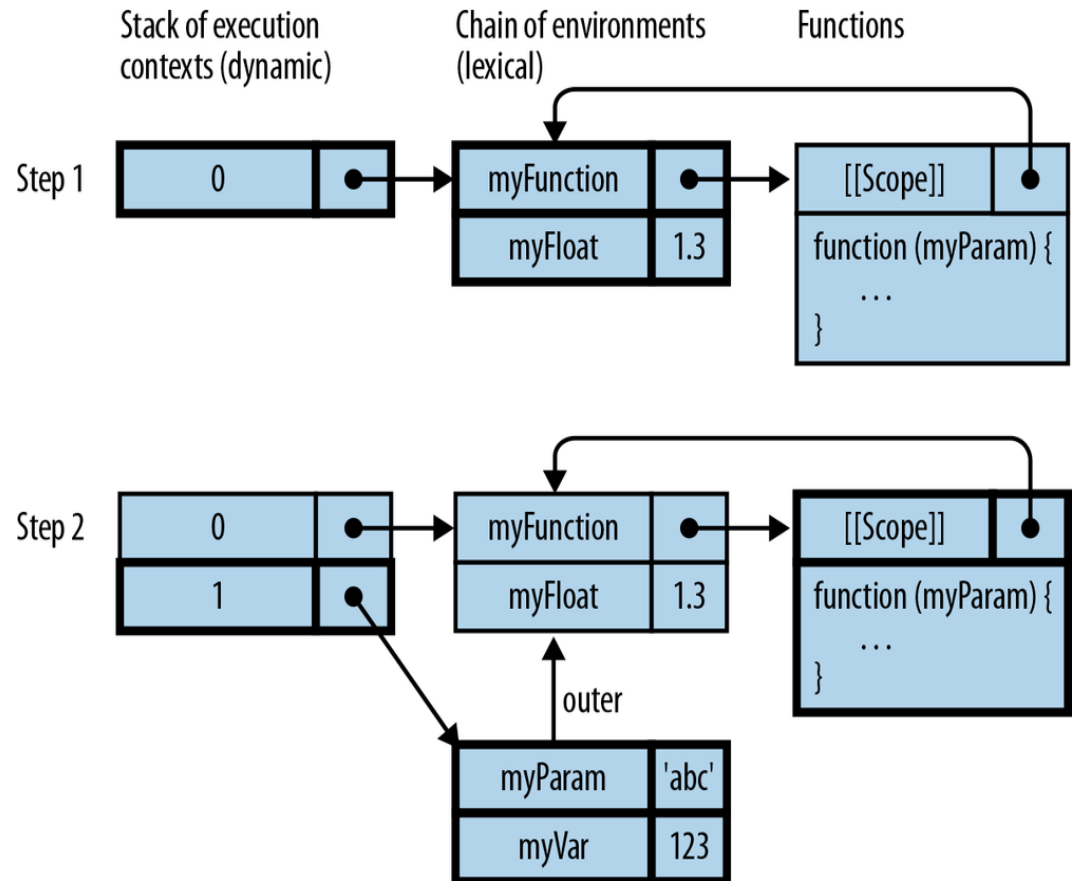 Stack of execution
contexts (dynamic)
Chain of environments
(lexical)
Functions
Step 1
0
myFunction
myFloat
1.3
[[Scope]]
function (myParam) {
...
}
Step 2
0
1
myFunction
myFloat
1.3
[[Scope]]
function (myParam) {
...
}
outer
myParam
'abc'
myVar
123